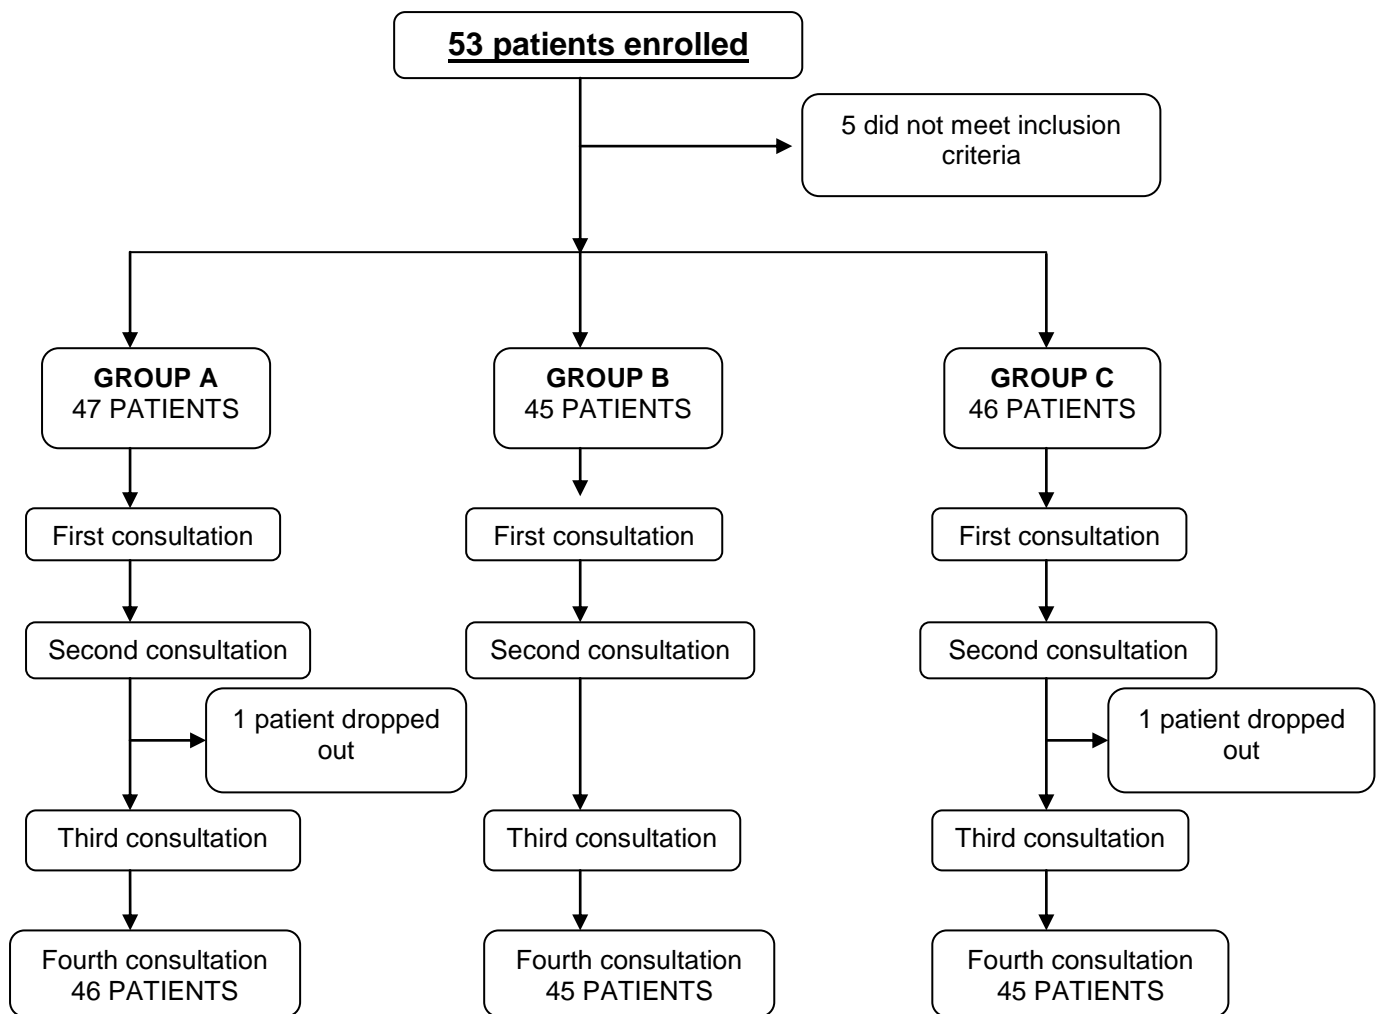 53 patients enrolled
5 did not meet inclusion
criteria
GROUP A
47 PATIENTS
GROUP B
45 PATIENTS
GROUP C
46 PATIENTS
First consultation
First consultation
First consultation
Second consultation
Second consultation
Second consultation
1 patient dropped
out
1 patient dropped
out
Third consultation
Third consultation
Third consultation
Fourth consultation
46 PATIENTS
Fourth consultation
45 PATIENTS
Fourth consultation
45 PATIENTS